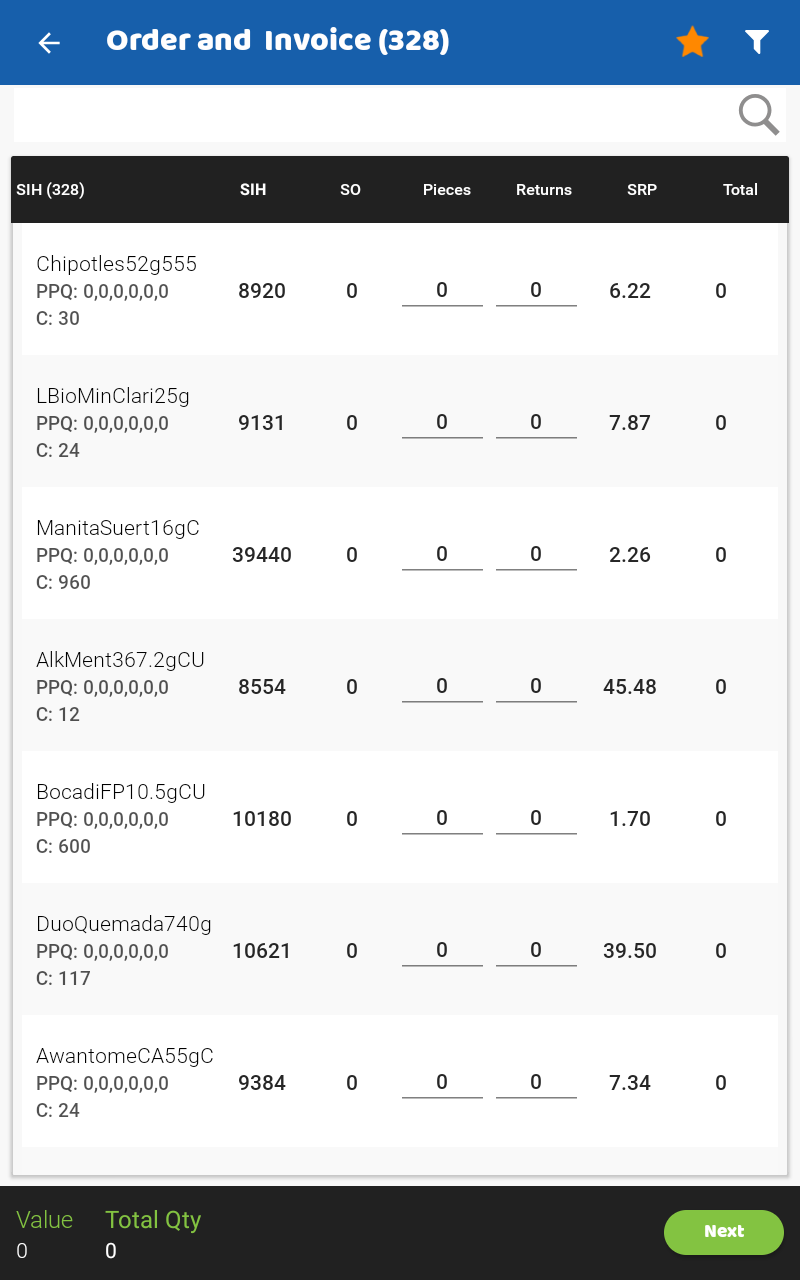 Order and Invoice (328)
SIH (328) SIH SO Pieces Returns SRP Total
Chipotles52g555
PPQ: 0,0,0,0,0,0 8920 0 0 0 6.22 0
C: 30
LBioMinClari25g
PPQ: 0,0,0,0,0,0 9131 0 0 0 7.87 0
C: 24
ManitaSuert16gC
PPQ: 0,0,0,0,0,0 39440 0 0 0 2.26 0
C: 960
AlkMent367.2gCU
PPQ: 0,0,0,0,0,0 8554 0 0 0 45.48 0
C: 12
BocadiFP10.5gCU
PPQ: 0,0,0,0,0,0 10180 0 0 0 1.70 0
C: 600
DuoQuemada740g
PPQ: 0,0,0,0,0,0 10621 0 0 0 39.50 0
C: 117
AwantomeCA55gC
PPQ: 0,0,0,0,0,0 9384 0 0 0 7.34 0
C: 24
Value Total Qty
0 0
Next